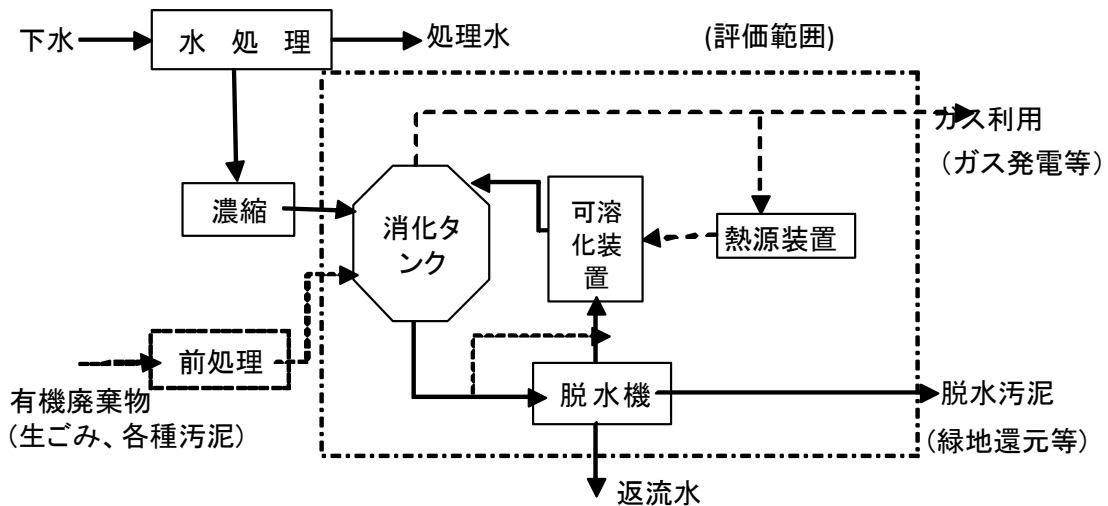 下水
水 処 理
処理水
(評価範囲)
ガス利用
(ガス発電等)
濃縮
消化タ
ンク
可溶
化装
置
熱源装置
前処理
有機廃棄物
(生ごみ、各種汚泥)
脱水機
脱水汚泥
(緑地還元等)
返流水